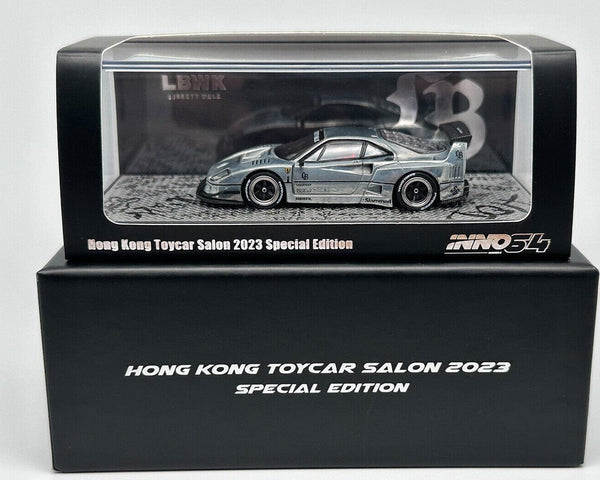 LBWK
LIBERTY WALK
LB
Slammed
Hong Kong Toycar Salon 2023 Special Edition
INNO64
HONG KONG TOYCAR SALON 2023
SPECIAL EDITION